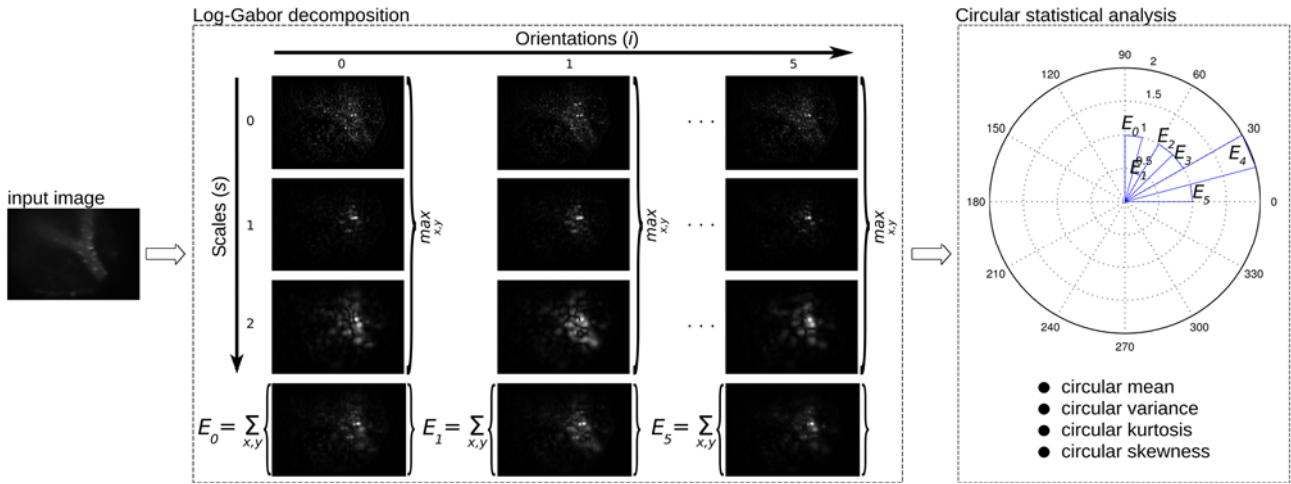 Log-Gabor decomposition
Circular statistical analysis
input image
Orientations (i)
0 1 5
Scales (s)
0
1
2
. . .
. . .
. . .
max x,y
max x,y
max x,y
E0 = ∑ x,y
E1 = ∑ x,y
E5 = ∑ x,y
90
2
120
60
1.5
150
E0
1
E2
E3
30
0.5
E1
E4
E5
180
0
210
330
240
300
270
circular mean
circular variance
circular kurtosis
circular skewness